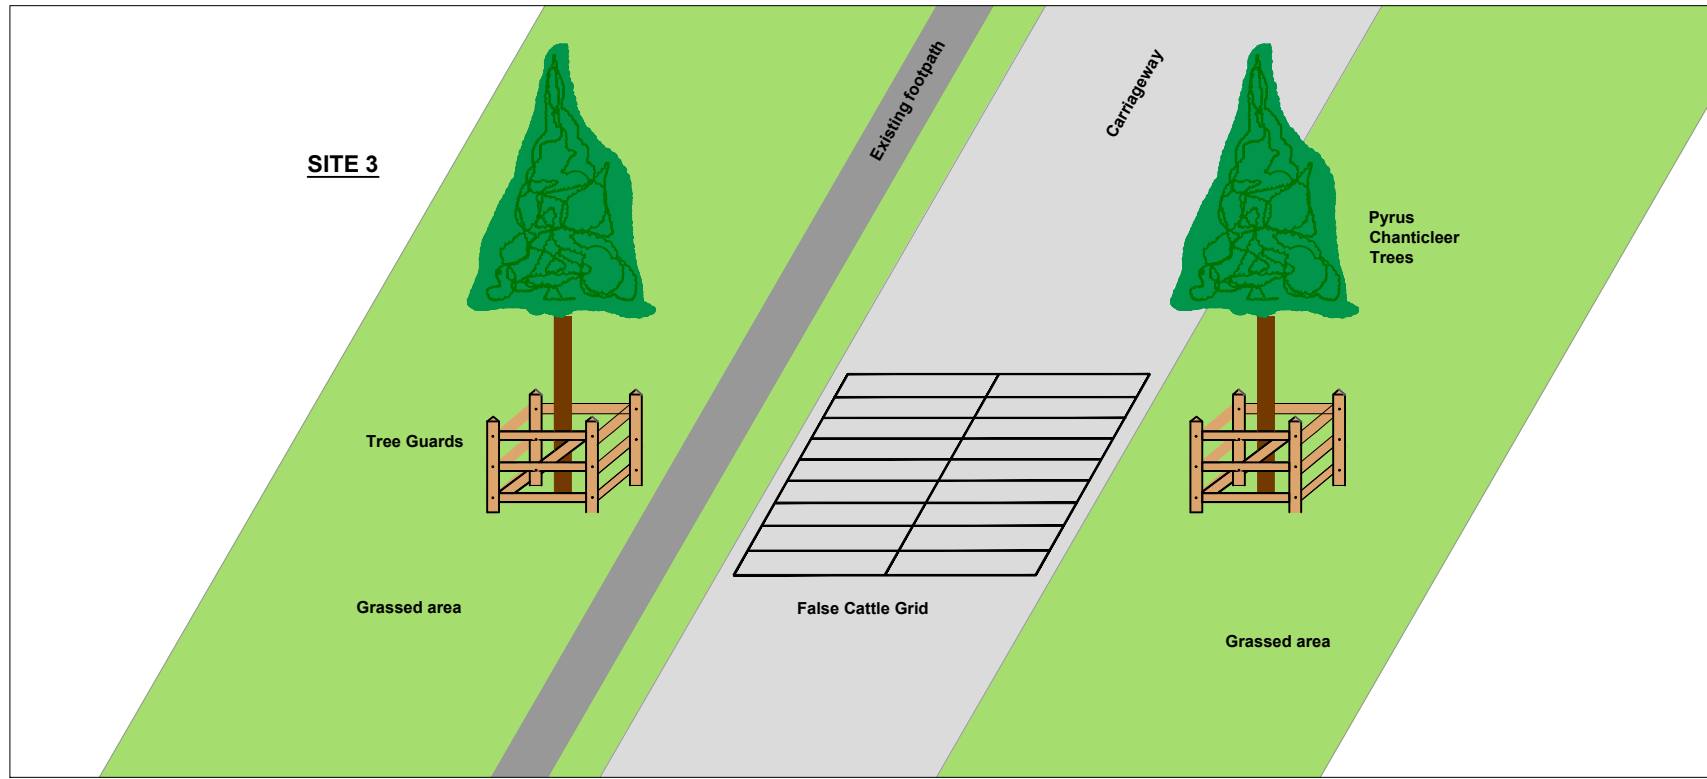 Existing footpath
Carriageway
SITE 3
Pyrus
Chanticleer
Trees
Tree Guards
Grassed area
False Cattle Grid
Grassed area